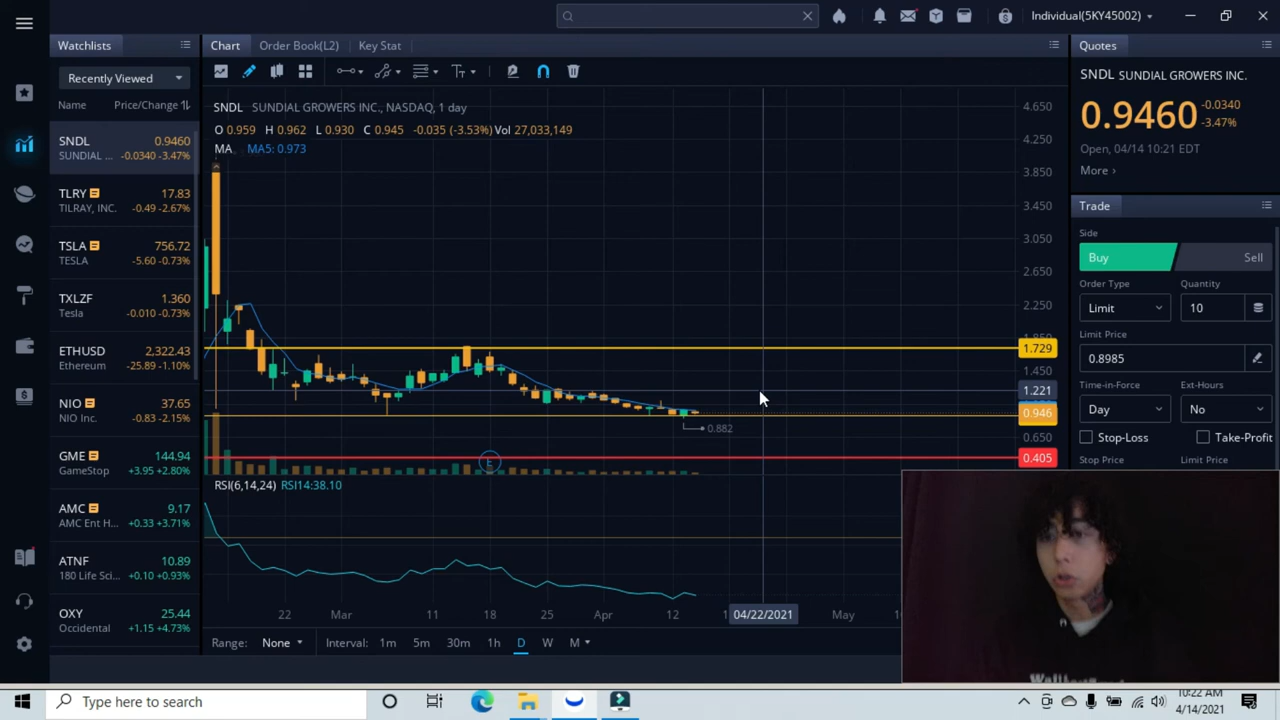 Individual(5KY45002)
Watchlists
Recently Viewed
Name Price/Change
SNDL 0.9460
SUNDIAL ... -0.0340 -3.47%
TLRY 17.83
TILRAY, INC. -0.49 -2.67%
TSLA 756.72
TESLA -5.60 -0.73%
TXLZF 1.360
Tesla -0.010 -0.73%
ETHUSD 2,322.43
Ethereum -25.89 -1.10%
NIO 37.65
NIO Inc. -0.83 -2.15%
GME 144.94
GameStop +3.95 +2.80%
AMC 9.17
AMC Ent H... +0.33 +3.71%
ATNF 10.89
180 Life Sci... +0.10 +0.93%
OXY 25.44
Occidental +1.15 +4.73%
Chart Order Book(L2) Key Stat
SNDL SUNDIAL GROWERS INC., NASDAQ, 1 day
O 0.959 H 0.962 L 0.930 C 0.945 -0.035 (-3.53%) Vol 27,033,149
MA MA5: 0.973
4.650
4.250
3.850
3.450
3.050
2.650
2.250
1.729
1.450
1.221
0.946
0.882
0.650
0.405
E
RSI(6,14,24) RSI14:38.10
22 Mar 11 18 25 Apr 12 04/22/2021 May
Range: None Interval: 1m 5m 30m 1h D W M
Quotes
SNDL SUNDIAL GROWERS INC.
0.9460 -0.0340
-3.47%
Open, 04/14 10:21 EDT
More ›
Trade
Side
Buy Sell
Order Type Quantity
Limit 10
Limit Price
0.8985
Time-in-Force Ext-Hours
Day No
Stop-Loss Take-Profit
Stop Price Limit Price
Type here to search
10:22 AM
4/14/2021